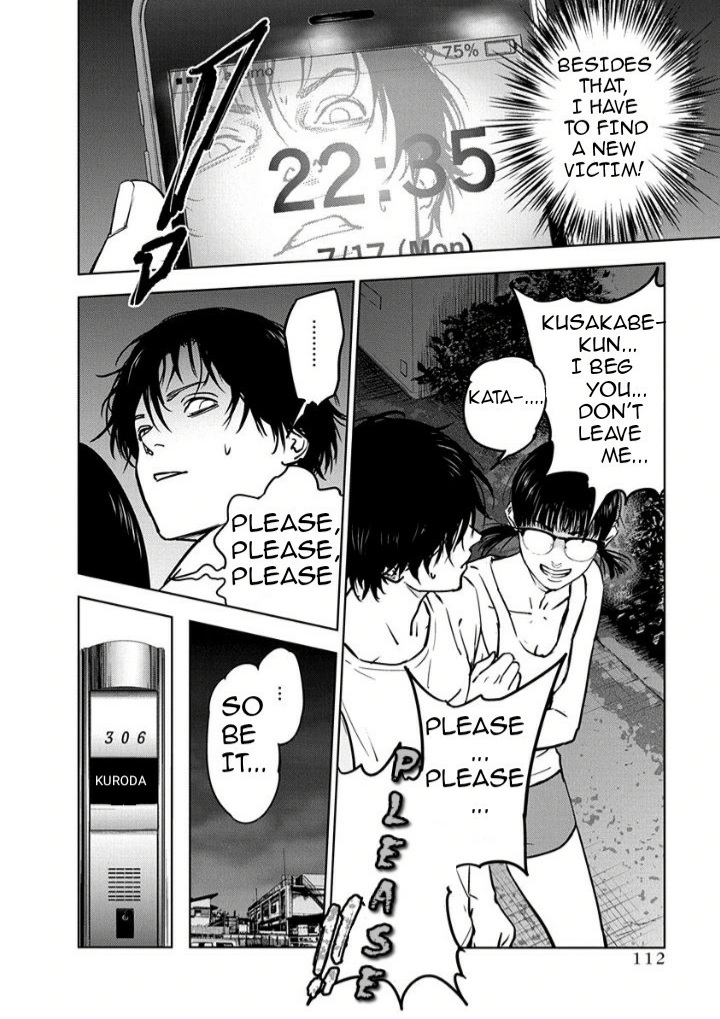 BESIDES
THAT,
I HAVE
TO FIND
A NEW
VICTIM!
75%
22:35
7/17 (Mon)
KUSAKABE-
KUN...
I BEG
YOU...
DON'T
LEAVE
ME...
KATA-....
PLEASE
...
PLEASE
...
PLEASE!!
.........
PLEASE,
PLEASE,
PLEASE
...
SO
BE
IT...
306
KURODA
112